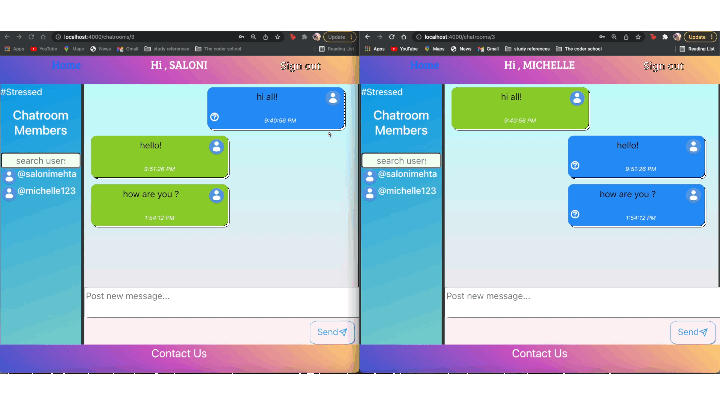 localhost:4000/chatrooms/3
Update
Apps YouTube Maps News Gmail study references The coder school Reading List
Home Hi , SALONI Sign out
#Stressed
Chatroom
Members
search user:
@salonimehta
@michelle123
hi all!
9:49:56 PM
hello!
9:51:26 PM
how are you ?
1:54:12 PM
Post new message...
Send
Contact Us
localhost:4000/chatrooms/3
Update
Apps YouTube Maps News Gmail study references The coder school Reading List
Home Hi , MICHELLE Sign out
#Stressed
Chatroom
Members
search user:
@salonimehta
@michelle123
hi all!
9:49:56 PM
hello!
9:51:26 PM
how are you ?
1:54:12 PM
Post new message...
Send
Contact Us